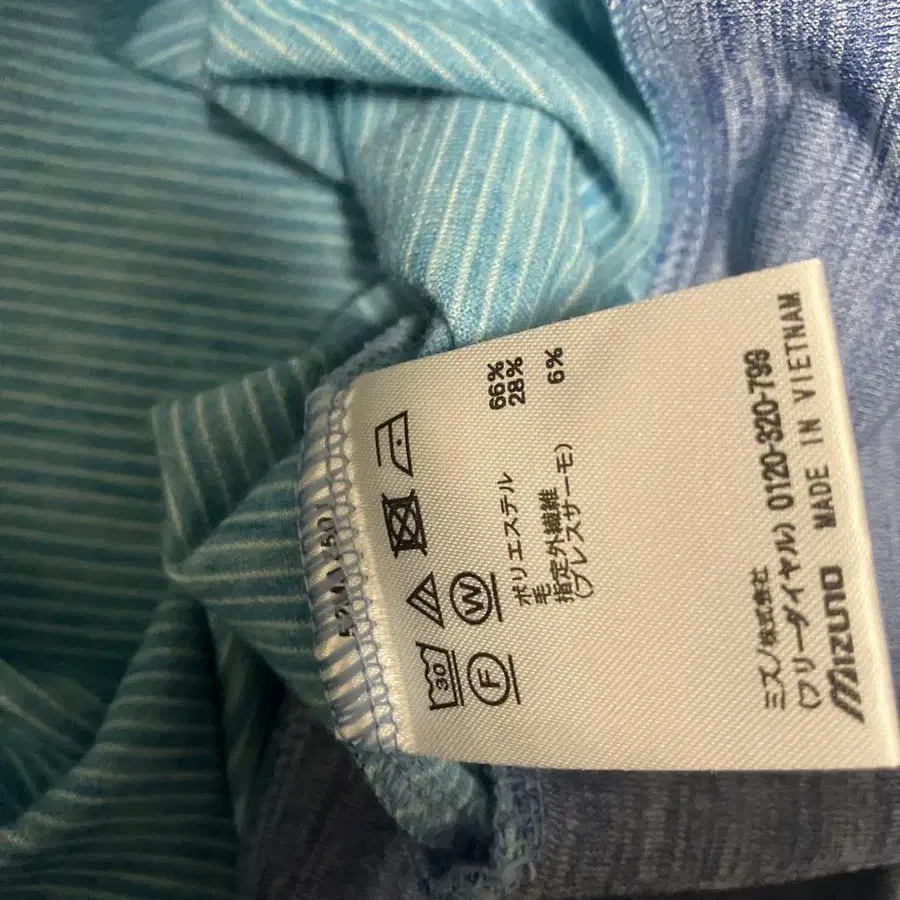 30
F W
ポリエステル 66%
毛 28%
指定外繊維 6%
(ブレスサーモ)
ミズノ株式会社
(フリーダイヤル) 0120-320-799
MIZUNO MADE IN VIETNAM